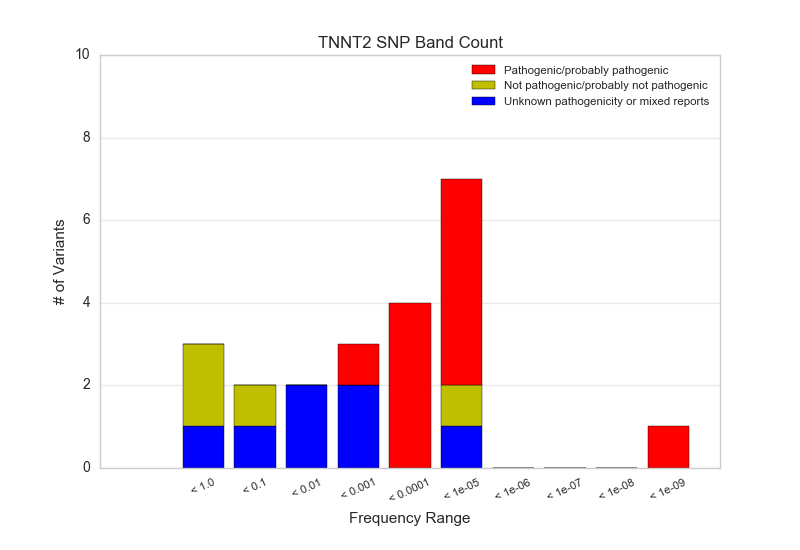 TNNT2 SNP Band Count
10
8
6
4
2
0
# of Variants
Pathogenic/probably pathogenic
Not pathogenic/probably not pathogenic
Unknown pathogenicity or mixed reports
< 1.0
< 0.1
< 0.01
< 0.001
< 0.0001
< 1e-05
< 1e-06
< 1e-07
< 1e-08
< 1e-09
Frequency Range